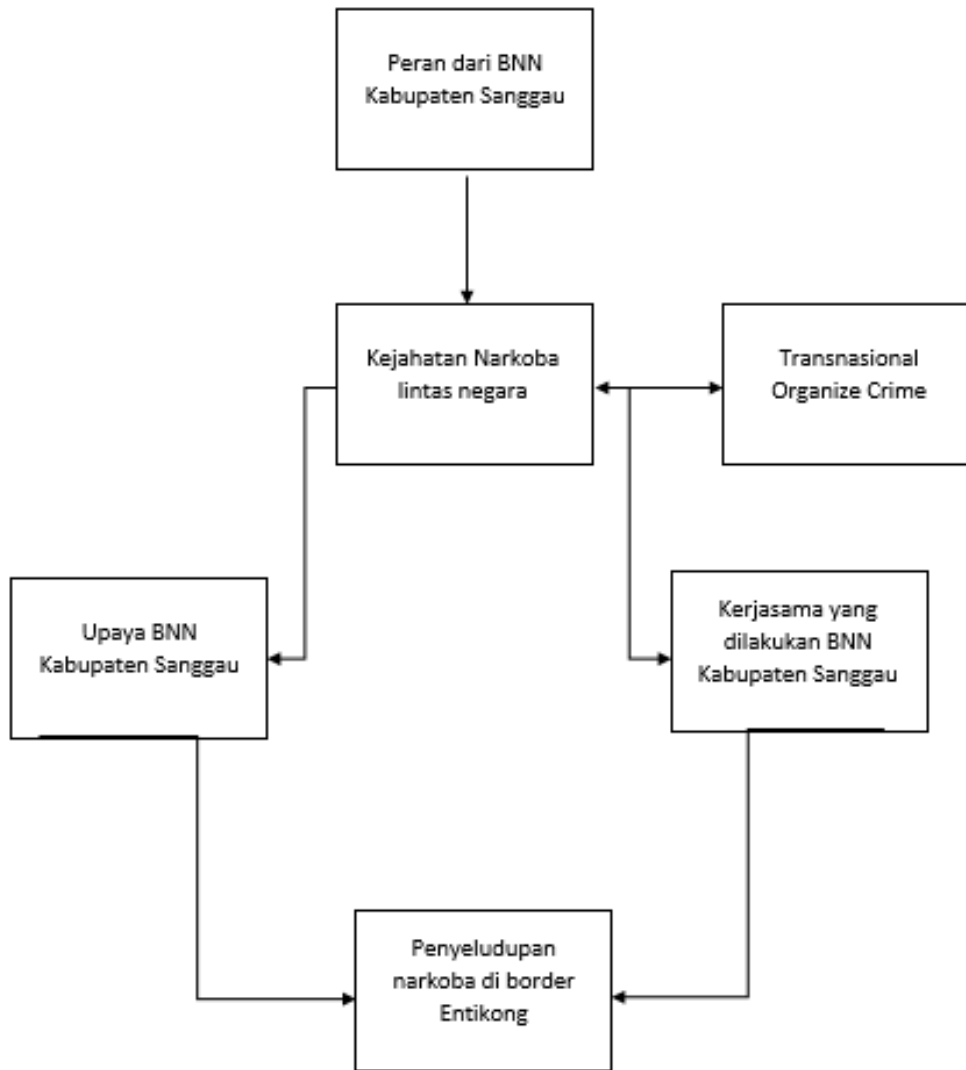 Peran dari BNN
Kabupaten Sanggau
Kejahatan Narkoba
lintas negara
Transnasional
Organize Crime
Upaya BNN
Kabupaten Sanggau
Kerjasama yang
dilakukan BNN
Kabupaten Sanggau
Penyeludupan
narkoba di border
Entikong